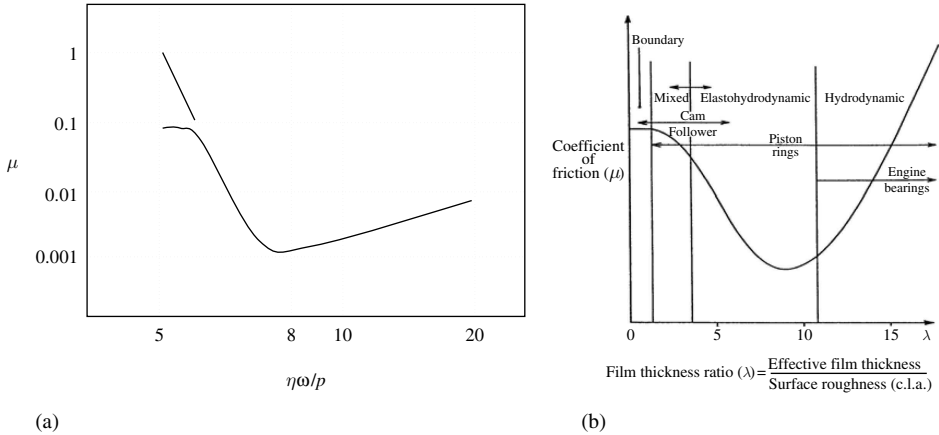 1
0.1
μ
0.01
0.001
5
8
10
20
ηω/p
(a)
Boundary
Mixed
Elastohydrodynamic
Hydrodynamic
Cam
Follower
Piston
rings
Engine
bearings
Coefficient
of
friction (μ)
0
5
10
15
λ
Film thickness ratio (λ) = Effective film thickness
Surface roughness (c.l.a.)
(b)